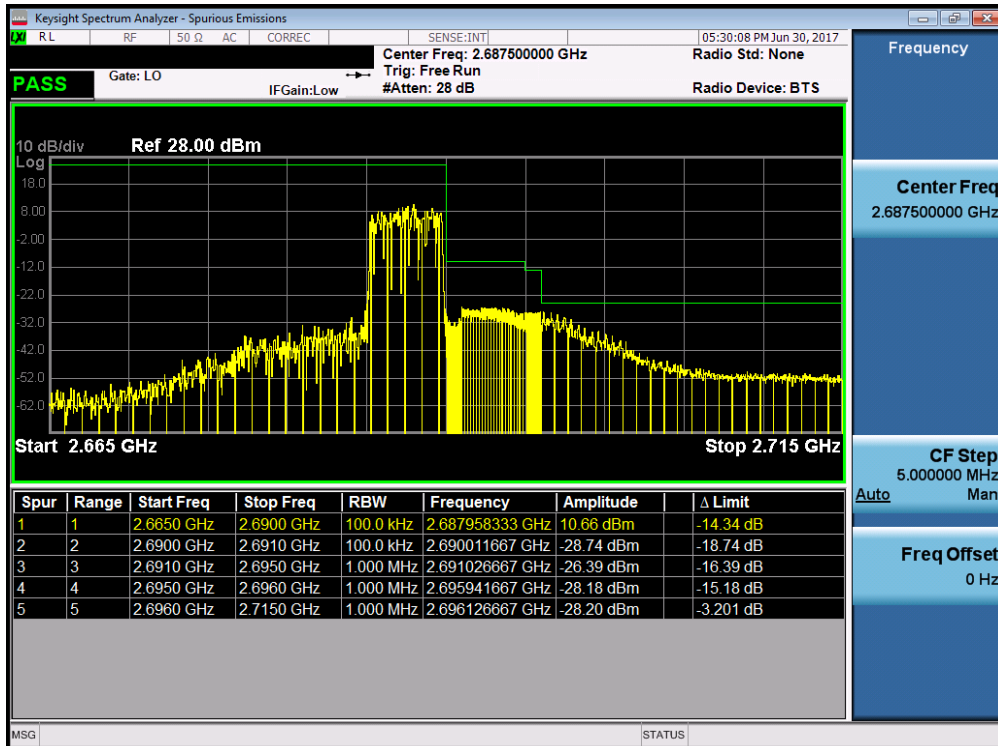 Keysight Spectrum Analyzer - Spurious Emissions
LXI RL RF 50 Ω AC CORREC SENSE:INT 05:30:08 PM Jun 30, 2017
Center Freq: 2.687500000 GHz Radio Std: None
PASS Gate: LO Trig: Free Run
IFGain:Low #Atten: 28 dB Radio Device: BTS
10 dB/div Ref 28.00 dBm
Log
18.0
8.00
-2.00
-12.0
-22.0
-32.0
-42.0
-52.0
-62.0
Start 2.665 GHz Stop 2.715 GHz
Spur Range Start Freq Stop Freq RBW Frequency Amplitude Δ Limit
1 1 2.6650 GHz 2.6900 GHz 100.0 kHz 2.687958333 GHz 10.66 dBm -14.34 dB
2 2 2.6900 GHz 2.6910 GHz 100.0 kHz 2.690011667 GHz -28.74 dBm -18.74 dB
3 3 2.6910 GHz 2.6950 GHz 1.000 MHz 2.691026667 GHz -26.39 dBm -16.39 dB
4 4 2.6950 GHz 2.6960 GHz 1.000 MHz 2.695941667 GHz -28.18 dBm -15.18 dB
5 5 2.6960 GHz 2.7150 GHz 1.000 MHz 2.696126667 GHz -28.20 dBm -3.201 dB
MSG STATUS
Frequency
Center Freq
2.687500000 GHz
CF Step
5.000000 MHz
Auto Man
Freq Offset
0 Hz